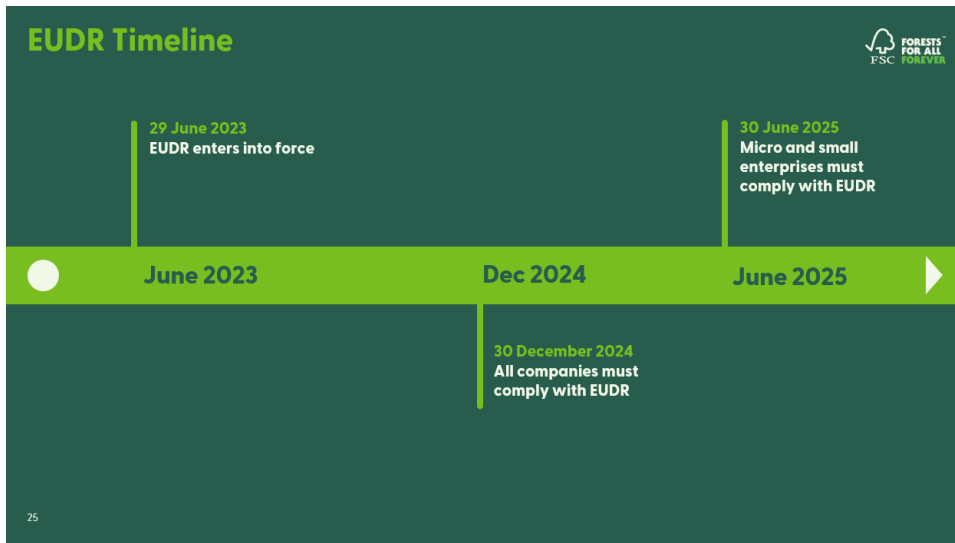 EUDR Timeline
FSC
FORESTS™
FOR ALL
FOREVER
29 June 2023
EUDR enters into force
30 June 2025
Micro and small
enterprises must
comply with EUDR
June 2023
Dec 2024
June 2025
30 December 2024
All companies must
comply with EUDR
25